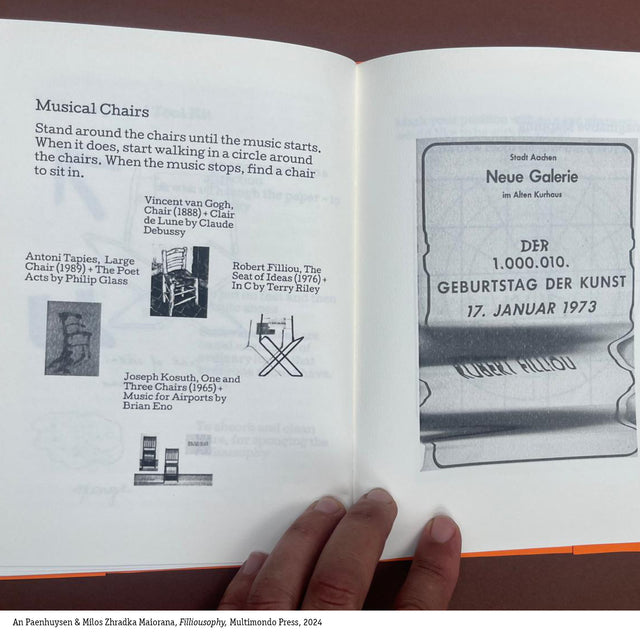 Musical Chairs
Stand around the chairs until the music starts.
When it does, start walking in a circle around
the chairs. When the music stops, find a chair
to sit in.
Vincent van Gogh,
Chair (1888) + Clair
de Lune by Claude
Debussy
Antoni Tapies, Large
Chair (1989) + The Poet
Acts by Philip Glass
Robert Filliou, The
Seat of Ideas (1976) +
In C by Terry Riley
Joseph Kosuth, One and
Three Chairs (1965) +
Music for Airports by
Brian Eno
Stadt Aachen
Neue Galerie
im Alten Kurhaus
DER
1.000.010.
GEBURTSTAG DER KUNST
17. JANUAR 1973
ROBERT FILLIOU
An Paenhuysen & Milos Zhradka Maiorana, Filliousophy, Multimondo Press, 2024